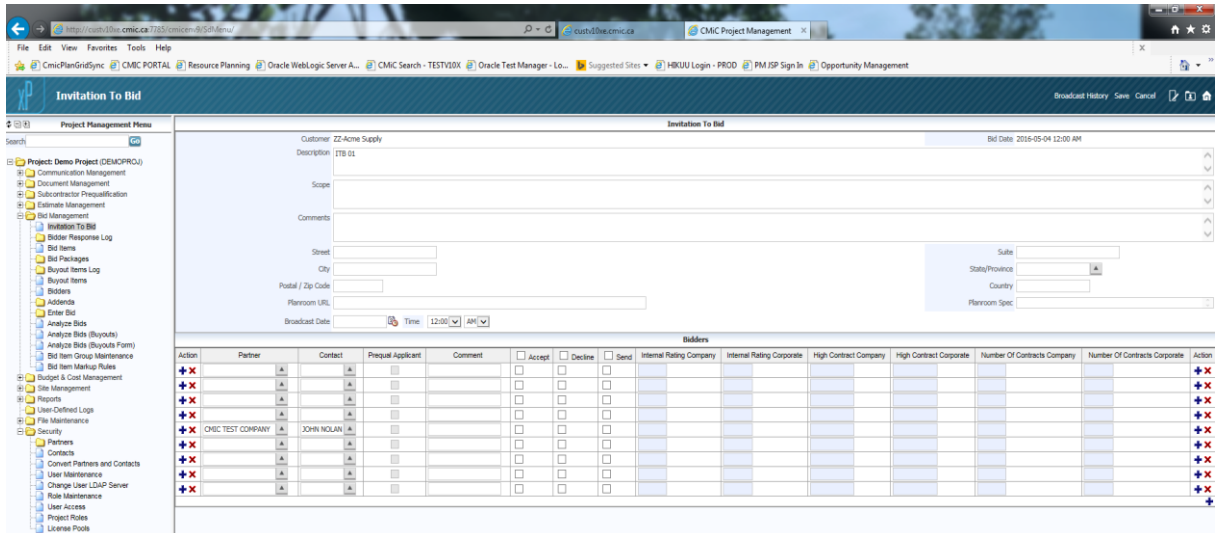 http://custv10xe.cmic.ca:7785/cmicenv9/SdMenu/ custv10xe.cmic.ca CMiC Project Management
File Edit View Favorites Tools Help
CmicPlanGridSync CMIC PORTAL Resource Planning Oracle WebLogic Server A... CMiC Search - TESTV10X Oracle Test Manager - Lo... Suggested Sites HIKUU Login - PROD PM JSP Sign In Opportunity Management
xP Invitation To Bid Broadcast History Save Cancel
Project Management Menu
Search Go
Project: Demo Project (DEMOPROJ)
Communication Management
Document Management
Subcontractor Prequalification
Estimate Management
Bid Management
Invitation To Bid
Bidder Response Log
Bid Items
Bid Packages
Buyout Items Log
Buyout Items
Bidders
Addenda
Enter Bid
Analyze Bids
Analyze Bids (Buyouts)
Analyze Bids (Buyouts Form)
Bid Item Group Maintenance
Bid Item Markup Rules
Budget & Cost Management
Site Management
Reports
User-Defined Logs
File Maintenance
Security
Partners
Contacts
Convert Partners and Contacts
User Maintenance
Change User LDAP Server
Role Maintenance
User Access
Project Roles
License Pools
Invitation To Bid
Customer ZZ-Acme Supply Bid Date 2016-05-04 12:00 AM
Description ITB 01
Scope
Comments
Street Suite
City State/Province
Postal / Zip Code Country
Planroom URL Planroom Spec
Broadcast Date Time 12:00 AM
Bidders
Action Partner Contact Prequal Applicant Comment Accept Decline Send Internal Rating Company Internal Rating Corporate High Contract Company High Contract Corporate Number Of Contracts Company Number Of Contracts Corporate Action
CMIC TEST COMPANY JOHN NOLAN